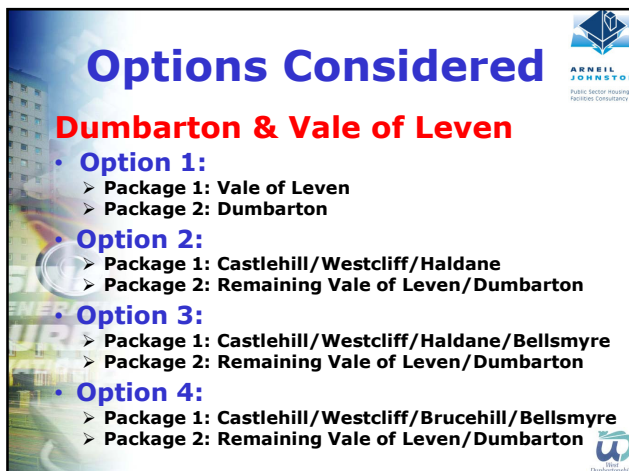 Options Considered
ARNEIL
JOHNSTO
Public Sector Housing
Facilities Consultancy
Dumbarton & Vale of Leven
• Option 1:
➢ Package 1: Vale of Leven
➢ Package 2: Dumbarton
• Option 2:
➢ Package 1: Castlehill/Westcliff/Haldane
➢ Package 2: Remaining Vale of Leven/Dumbarton
• Option 3:
➢ Package 1: Castlehill/Westcliff/Haldane/Bellsmyre
➢ Package 2: Remaining Vale of Leven/Dumbarton
• Option 4:
➢ Package 1: Castlehill/Westcliff/Brucehill/Bellsmyre
➢ Package 2: Remaining Vale of Leven/Dumbarton
West